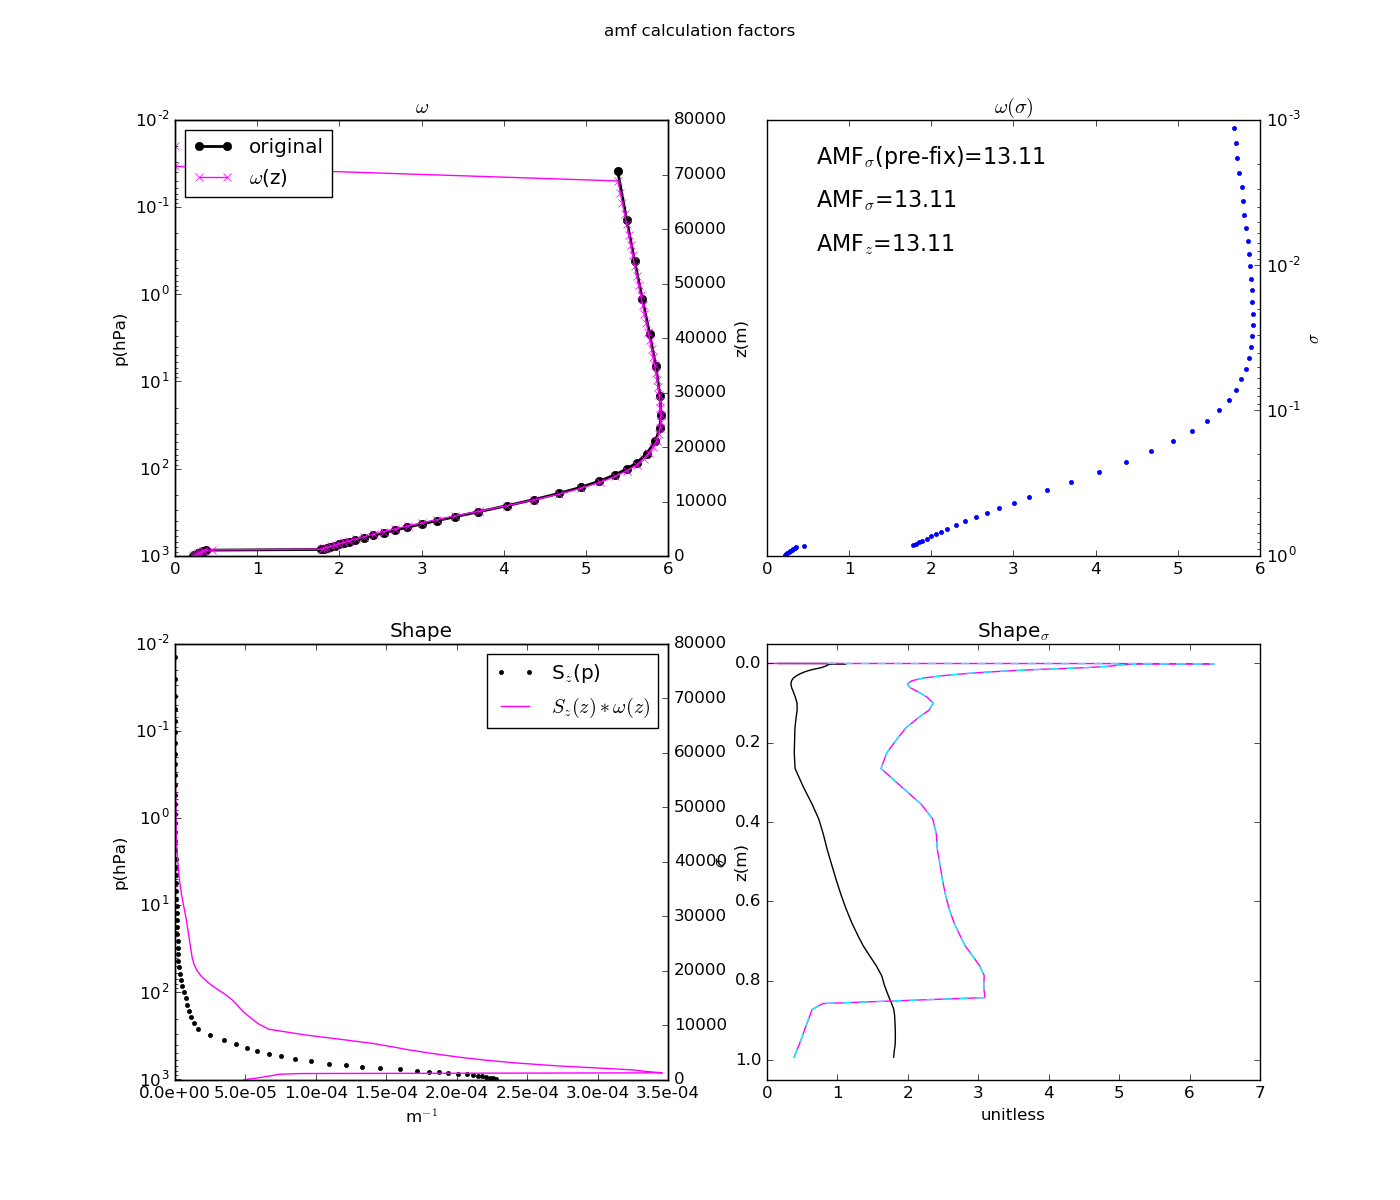 amf calculation factors
ω
original
ω(z)
10^-2
10^-1
10^0
10^1
10^2
10^3
p(hPa)
80000
70000
60000
50000
40000
30000
20000
10000
0
z(m)
0 1 2 3 4 5 6
ω(σ)
AMF_σ(pre-fix)=13.11
AMF_σ=13.11
AMF_z=13.11
10^-3
10^-2
10^-1
10^0
σ
0 1 2 3 4 5 6
Shape
S_z(p)
S_z(z)∗ω(z)
10^-2
10^-1
10^0
10^1
10^2
10^3
p(hPa)
80000
70000
60000
50000
40000
30000
20000
10000
0
z(m)
0.0e+00 5.0e-05 1.0e-04 1.5e-04 2.0e-04 2.5e-04 3.0e-04 3.5e-04
m^-1
Shape_σ
σ
0.0
0.2
0.4
0.6
0.8
1.0
0 1 2 3 4 5 6 7
unitless